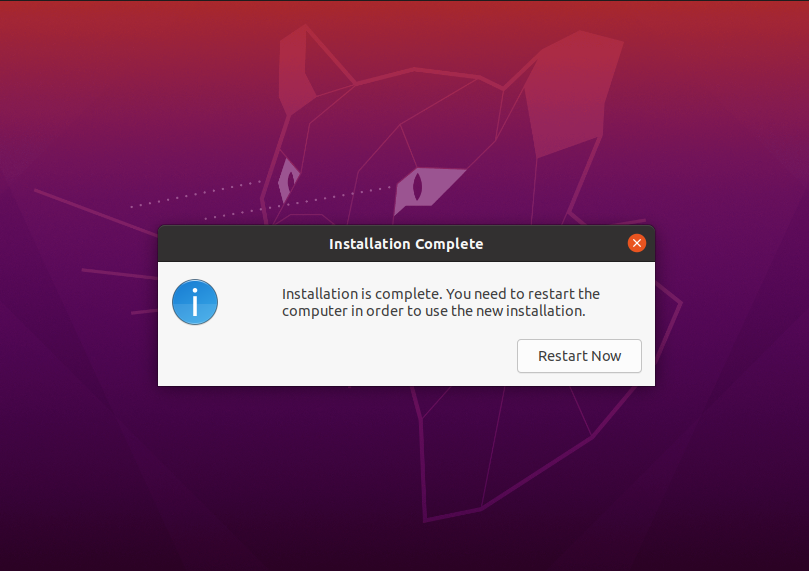 Installation Complete
Installation is complete. You need to restart the
computer in order to use the new installation.
Restart Now